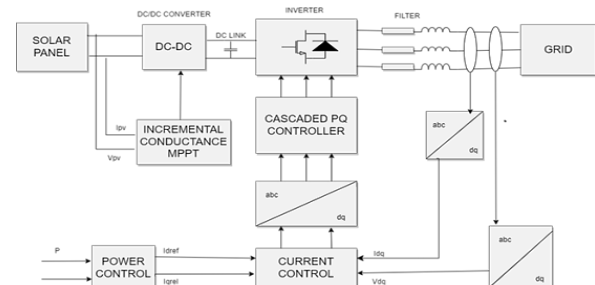 DC/DC CONVERTER
INVERTER
FILTER
SOLAR
PANEL
DC-DC
DC LINK
GRID
INCREMENTAL
CONDUCTANCE
MPPT
Ipv
Vpv
CASCADED PQ
CONTROLLER
abc
dq
abc
dq
abc
dq
P
POWER
CONTROL
Idref
CURRENT
CONTROL
Idq
Vdq